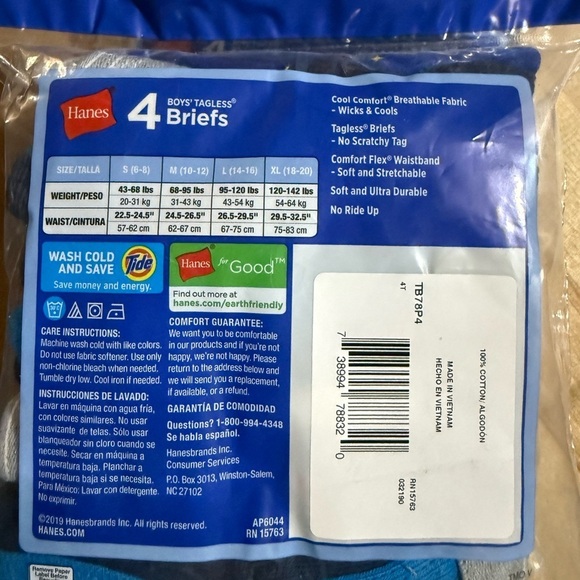 Hanes
4 BOYS' TAGLESS®
Briefs
Cool Comfort® Breathable Fabric
- Wicks & Cools
Tagless® Briefs
- No Scratchy Tag
Comfort Flex® Waistband
- Soft and Stretchable
Soft and Ultra Durable
No Ride Up
SIZE/TALLA S (6-8) M (10-12) L (14-16) XL (18-20)
WEIGHT/PESO 43-68 lbs 68-95 lbs 95-120 lbs 120-142 lbs
20-31 kg 31-43 kg 43-54 kg 54-64 kg
WAIST/CINTURA 22.5-24.5" 24.5-26.5" 26.5-29.5" 29.5-32.5"
57-62 cm 62-67 cm 67-75 cm 75-83 cm
WASH COLD
AND SAVE
Tide
Save money and energy.
Hanes for Good™
Find out more at
hanes.com/earthfriendly
CARE INSTRUCTIONS:
Machine wash cold with like colors.
Do not use fabric softener. Use only
non-chlorine bleach when needed.
Tumble dry low. Cool iron if needed.
INSTRUCCIONES DE LAVADO:
Lavar en máquina con agua fría,
con colores similares. No usar
suavizante de telas. Sólo usar
blanqueador sin cloro cuando se
necesite. Secar en máquina a
temperatura baja. Planchar a
temperatura baja si se necesita.
Para México: Lavar con detergente.
No exprimir.
©2019 Hanesbrands Inc. All rights reserved.
HANES.COM
COMFORT GUARANTEE:
We want you to be comfortable
in our products and if you're not
happy, we're not happy. Please
return to the address below and
we will send you a replacement,
if available, or a refund.
GARANTÍA DE COMODIDAD
Questions? 1-800-994-4348
Se habla español.
Hanesbrands Inc.
Consumer Services
P.O. Box 3013, Winston-Salem,
NC 27102
AP6044
RN 15763
TB78P4
4T
7 38994 78832 0
100% COTTON/ ALGODÓN
MADE IN VIETNAM
HECHO EN VIETNAM
RN15763
032190
Remove Paper
Label Before